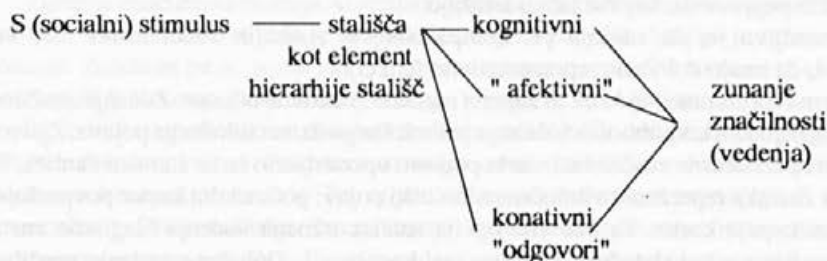 S (socialni) stimulus stališča kognitivni
kot element
hierarhije stališč "afektivni" zunanje
značilnosti
(vedenja)
konativni
"odgovori"